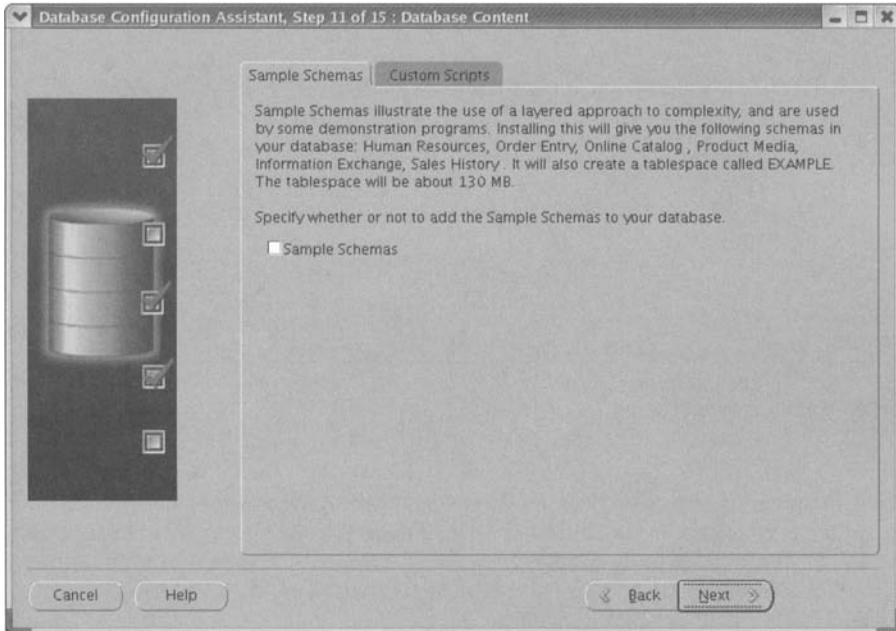 Database Configuration Assistant, Step 11 of 15 : Database Content
Sample Schemas
Custom Scripts
Sample Schemas illustrate the use of a layered approach to complexity, and are used
by some demonstration programs. Installing this will give you the following schemas in
your database: Human Resources, Order Entry, Online Catalog , Product Media,
Information Exchange, Sales History . It will also create a tablespace called EXAMPLE.
The tablespace will be about 130 MB.
Specify whether or not to add the Sample Schemas to your database.
Sample Schemas
Cancel
Help
Back
Next